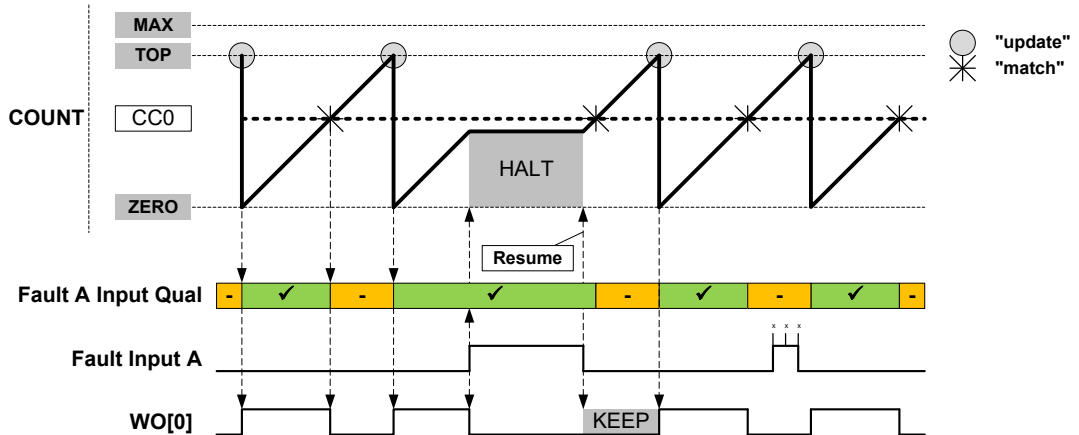 MAX
TOP
"update"
"match"
COUNT
CC0
HALT
ZERO
Resume
Fault A Input Qual
- ✓ - ✓ - ✓ - ✓ -
x x x
Fault Input A
WO[0]
KEEP